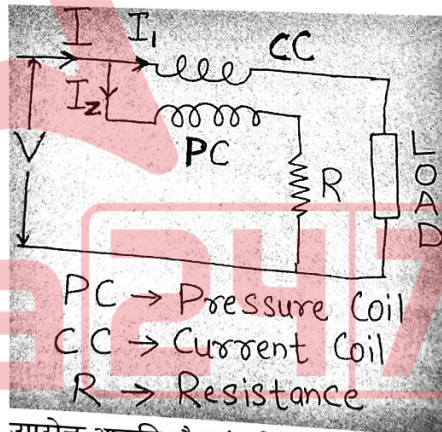 I I₁ CC
I₂
V PC R LOAD
PC → Pressure Coil
CC → Current Coil
R → Resistance